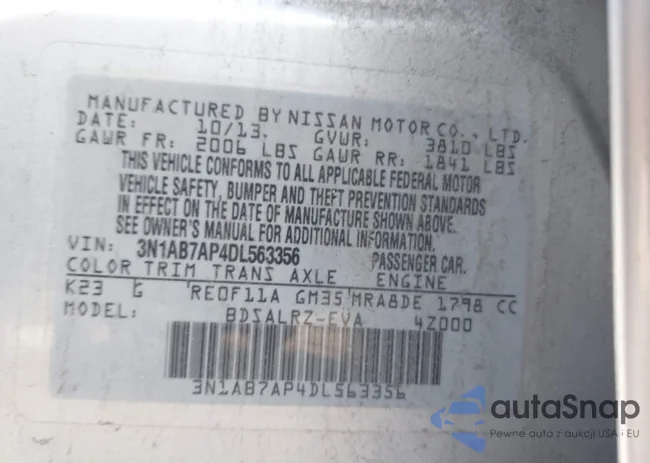 MANUFACTURED BY NISSAN MOTOR CO., LTD.
DATE: 10/13. GVWR: 3810 LBS
GAWR FR: 2006 LBS GAWR RR: 1841 LBS
THIS VEHICLE CONFORMS TO ALL APPLICABLE FEDERAL MOTOR
VEHICLE SAFETY, BUMPER AND THEFT PREVENTION STANDARDS
IN EFFECT ON THE DATE OF MANUFACTURE SHOWN ABOVE.
SEE OWNER'S MANUAL FOR ADDITIONAL INFORMATION.
VIN: 3N1AB7AP4DL563356 PASSENGER CAR.
COLOR TRIM TRANS AXLE ENGINE
K23 G RE0F11A GM35 MRA8DE 1798 CC
MODEL: BDSALRZ-EVA 4Z000
3N1AB7AP4DL563356
autoSnap
Pewne auto z aukcji USA i EU